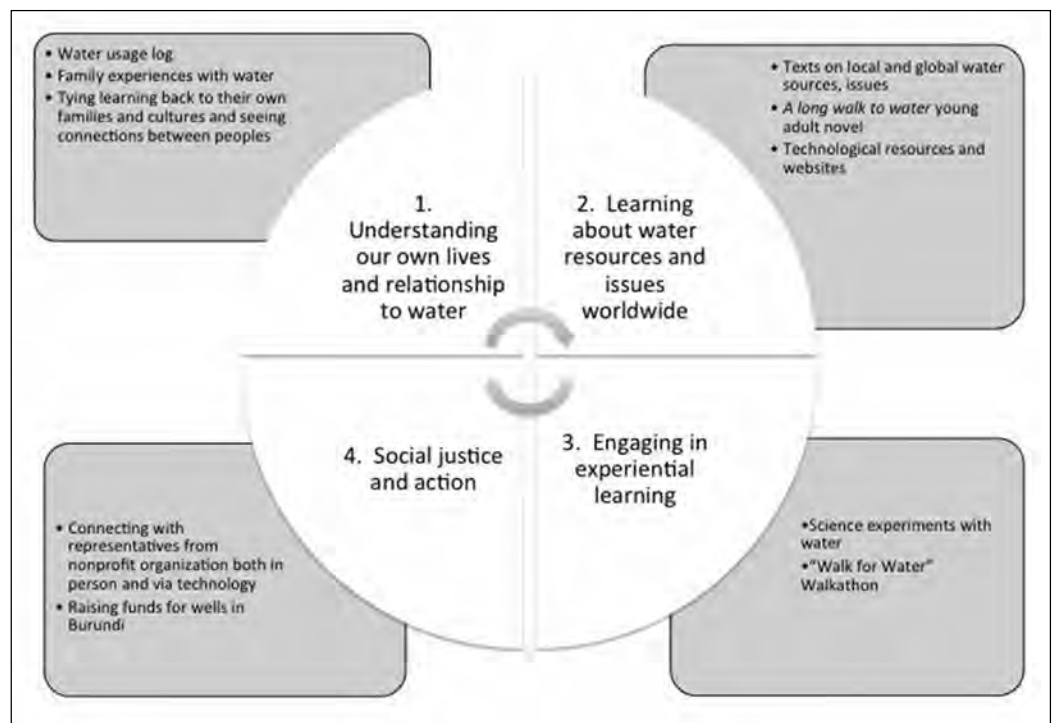 • Water usage log
• Family experiences with water
• Tying learning back to their own
families and cultures and seeing
connections between peoples
• Texts on local and global water
sources, issues
• A long walk to water young
adult novel
• Technological resources and
websites
1.
Understanding
our own lives
and relationship
to water
2. Learning
about water
resources and
issues
worldwide
4. Social justice
and action
3. Engaging in
experiential
learning
• Connecting with
representatives from
nonprofit organization both in
person and via technology
• Raising funds for wells in
Burundi
•Science experiments with
water
•"Walk for Water"
Walkathon